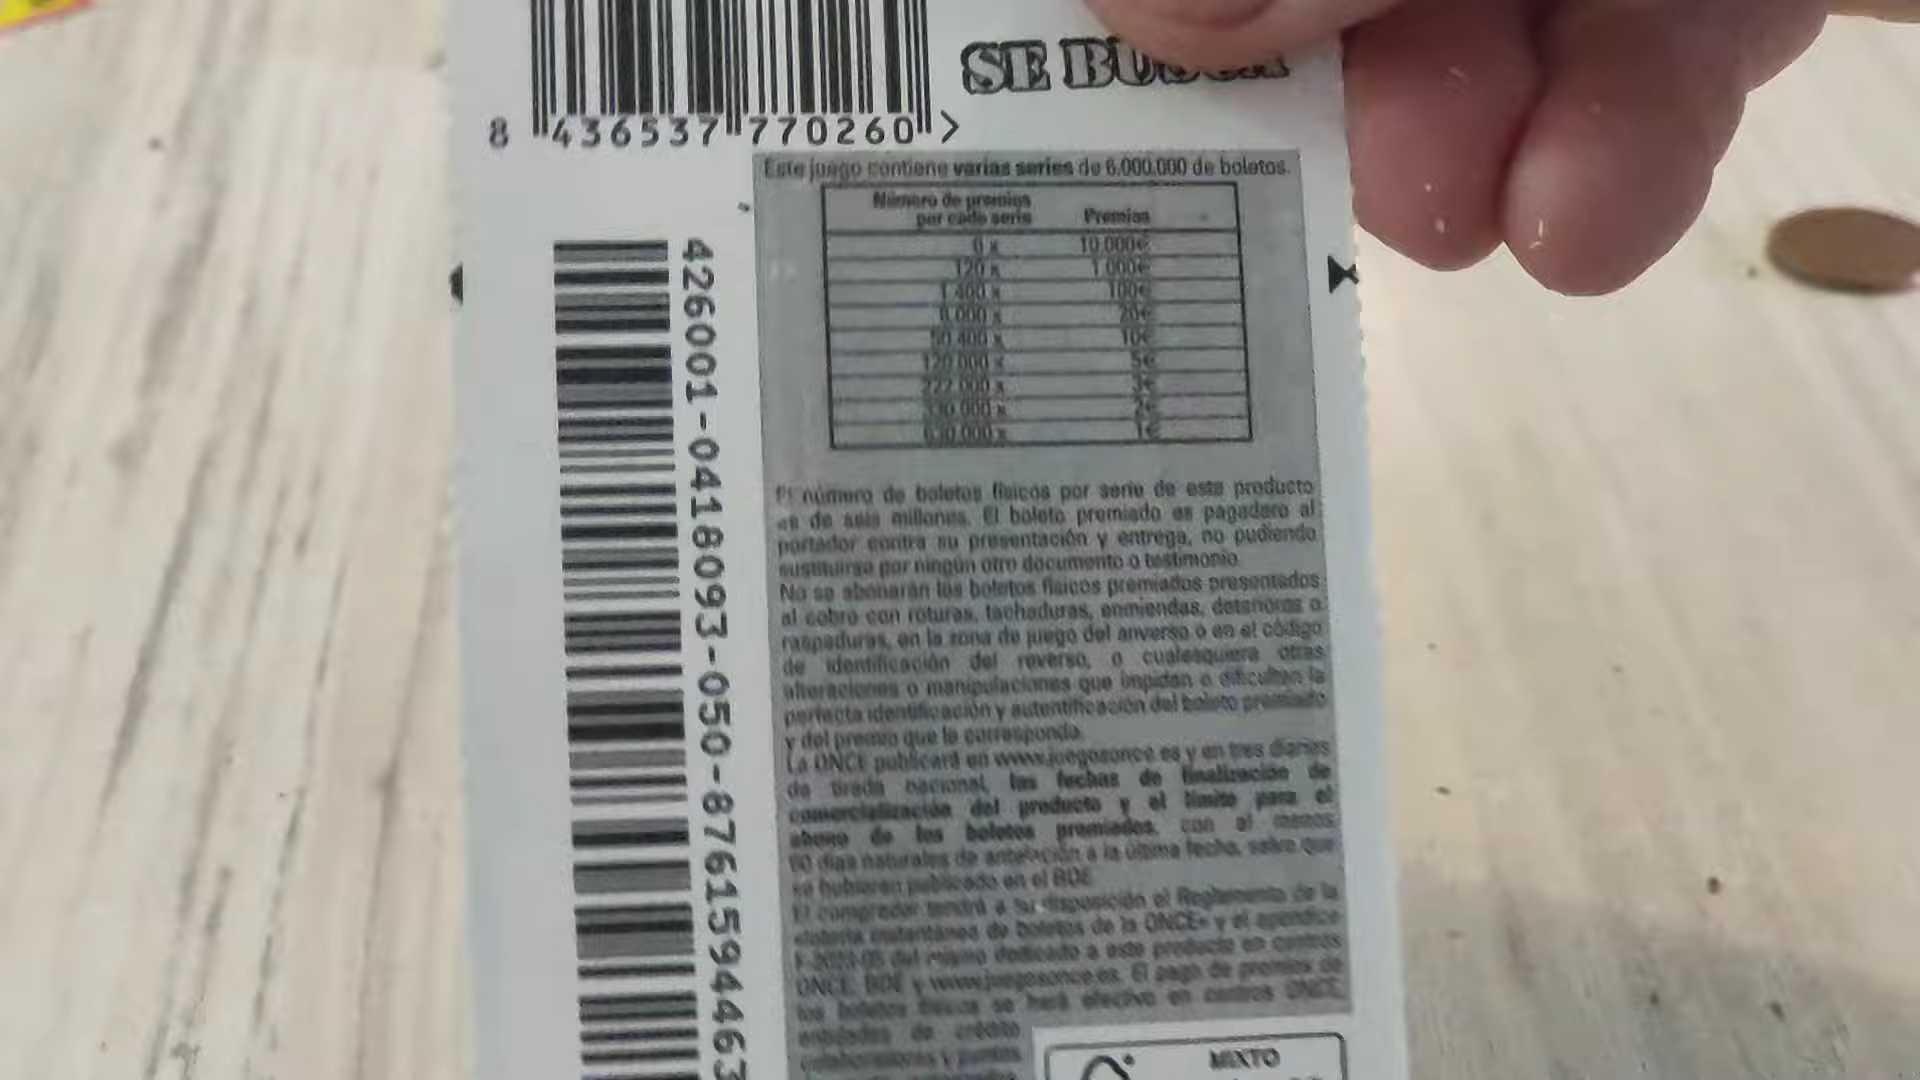 SE BUSCA
8 436537 770260 >
Este juego contiene varias series de 6.000.000 de boletos.
Número de premios
por cada serie Premios
10.000€
120 x 1.000€
1.400 x 100€
8.000 x 20€
50.400 x 10€
120.000 x 5€
222.000 x 3€
2€
630.000 x 1€
426001-0418093-050-8761594463
El número de boletos físicos por serie de este producto
es de seis millones. El boleto premiado es pagadero al
portador contra su presentación y entrega, no pudiendo
sustituirse por ningún otro documento o testimonio.
No se abonarán los boletos físicos premiados presentados
al cobro con roturas, tachaduras, enmiendas, deterioros o
raspaduras, en la zona de juego del anverso o en el código
de identificación del reverso, o cualesquiera otras
alteraciones o manipulaciones que impidan o dificulten la
perfecta identificación y autentificación del boleto premiado
y del premio que le corresponda.
La ONCE publicará en www.juegosonce.es y en tres diarios
de tirada nacional, las fechas de finalización de
comercialización del producto y el límite para el
abono de los boletos premiados, con al menos
60 días naturales de antelación a la última fecha, salvo que
se hubieran publicado en el BOE.
El comprador tendrá a su disposición el Reglamento de la
lotería instantánea de boletos de la ONCE y el apéndice
del mismo dedicado a este producto en centros
ONCE, BOE y www.juegosonce.es. El pago de premios de
los boletos físicos se hará efectivo en centros ONCE,
entidades de crédito
colaboradoras y puntos
MIXTO